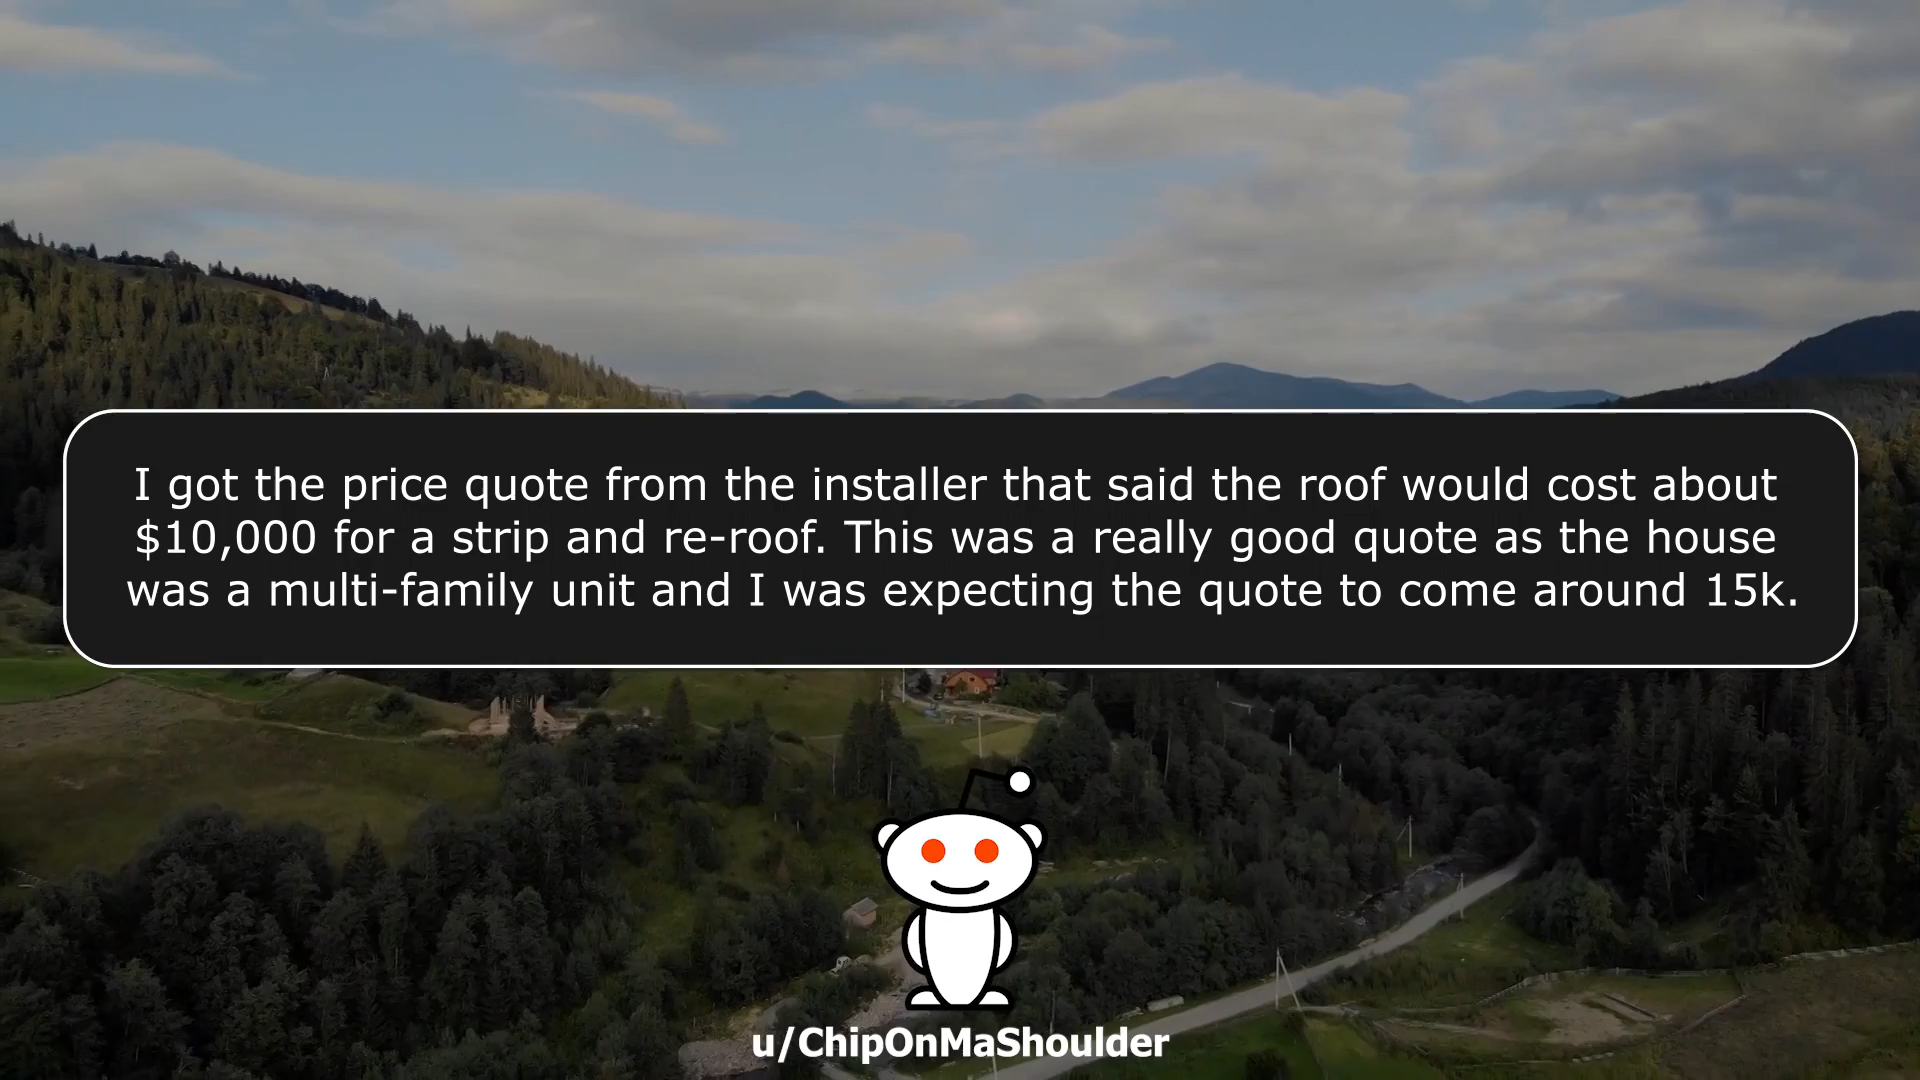 I got the price quote from the installer that said the roof would cost about
$10,000 for a strip and re-roof. This was a really good quote as the house
was a multi-family unit and I was expecting the quote to come around 15k.
u/ChipOnMaShoulder